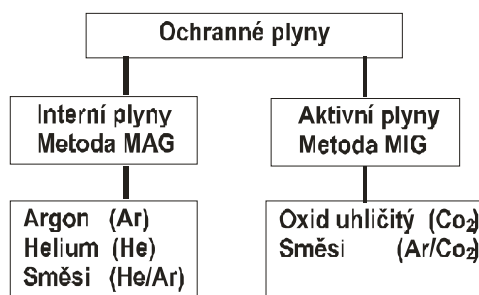 Ochranné plyny
Interní plyny
Metoda MAG
Aktivní plyny
Metoda MIG
Argon (Ar)
Helium (He)
Směsi (He/Ar)
Oxid uhličitý (Co₂)
Směsi (Ar/Co₂)